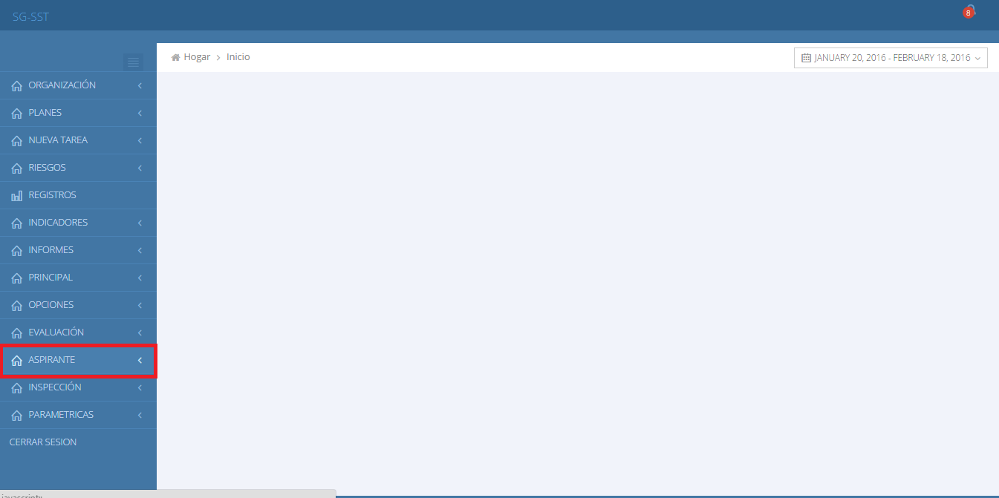 SG-SST
8
Hogar > Inicio
JANUARY 20, 2016 - FEBRUARY 18, 2016
ORGANIZACIÓN
PLANES
NUEVA TAREA
RIESGOS
REGISTROS
INDICADORES
INFORMES
PRINCIPAL
OPCIONES
EVALUACIÓN
ASPIRANTE
INSPECCIÓN
PARAMETRICAS
CERRAR SESION